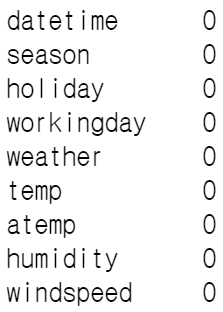 datetime 0
season 0
holiday 0
workingday 0
weather 0
temp 0
atemp 0
humidity 0
windspeed 0